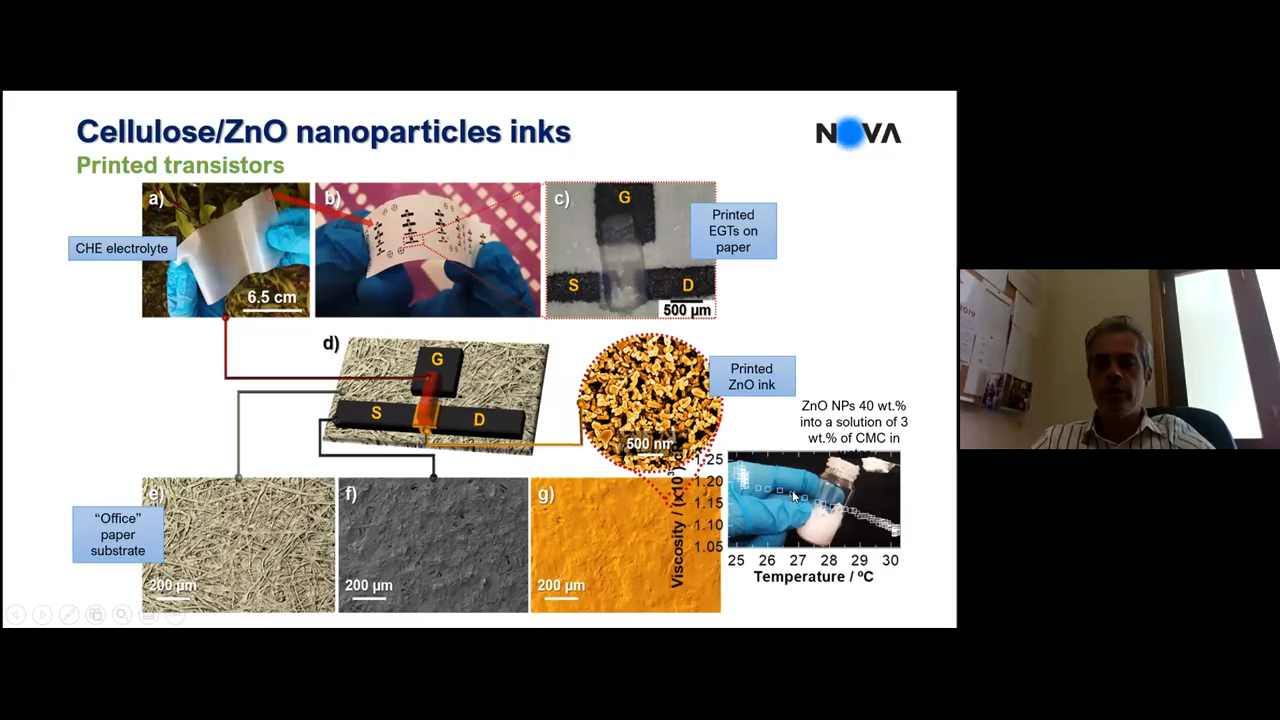 Cellulose/ZnO nanoparticles inks
NOVA
Printed transistors
a)
CHE electrolyte
6.5 cm
b)
c)
G
S
D
500 µm
Printed
EGTs on
paper
d)
G
S
D
500 nm
Printed
ZnO ink
ZnO NPs 40 wt.%
into a solution of 3
wt.% of CMC in
e)
"Office"
paper
substrate
200 µm
f)
200 µm
g)
200 µm
Viscosity / (x10³)
1.25
1.20
1.15
1.10
1.05
25 26 27 28 29 30
Temperature / ºC